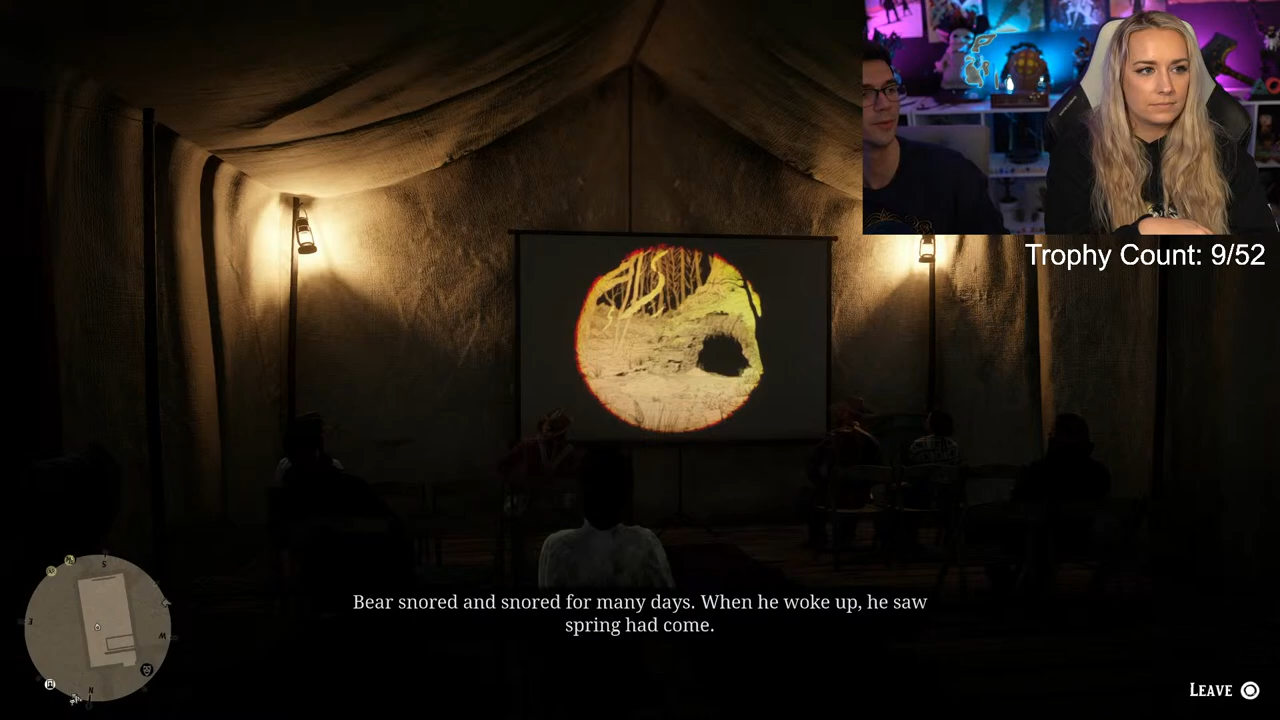 Trophy Count: 9/52
S
E
W
N
Bear snored and snored for many days. When he woke up, he saw
spring had come.
LEAVE